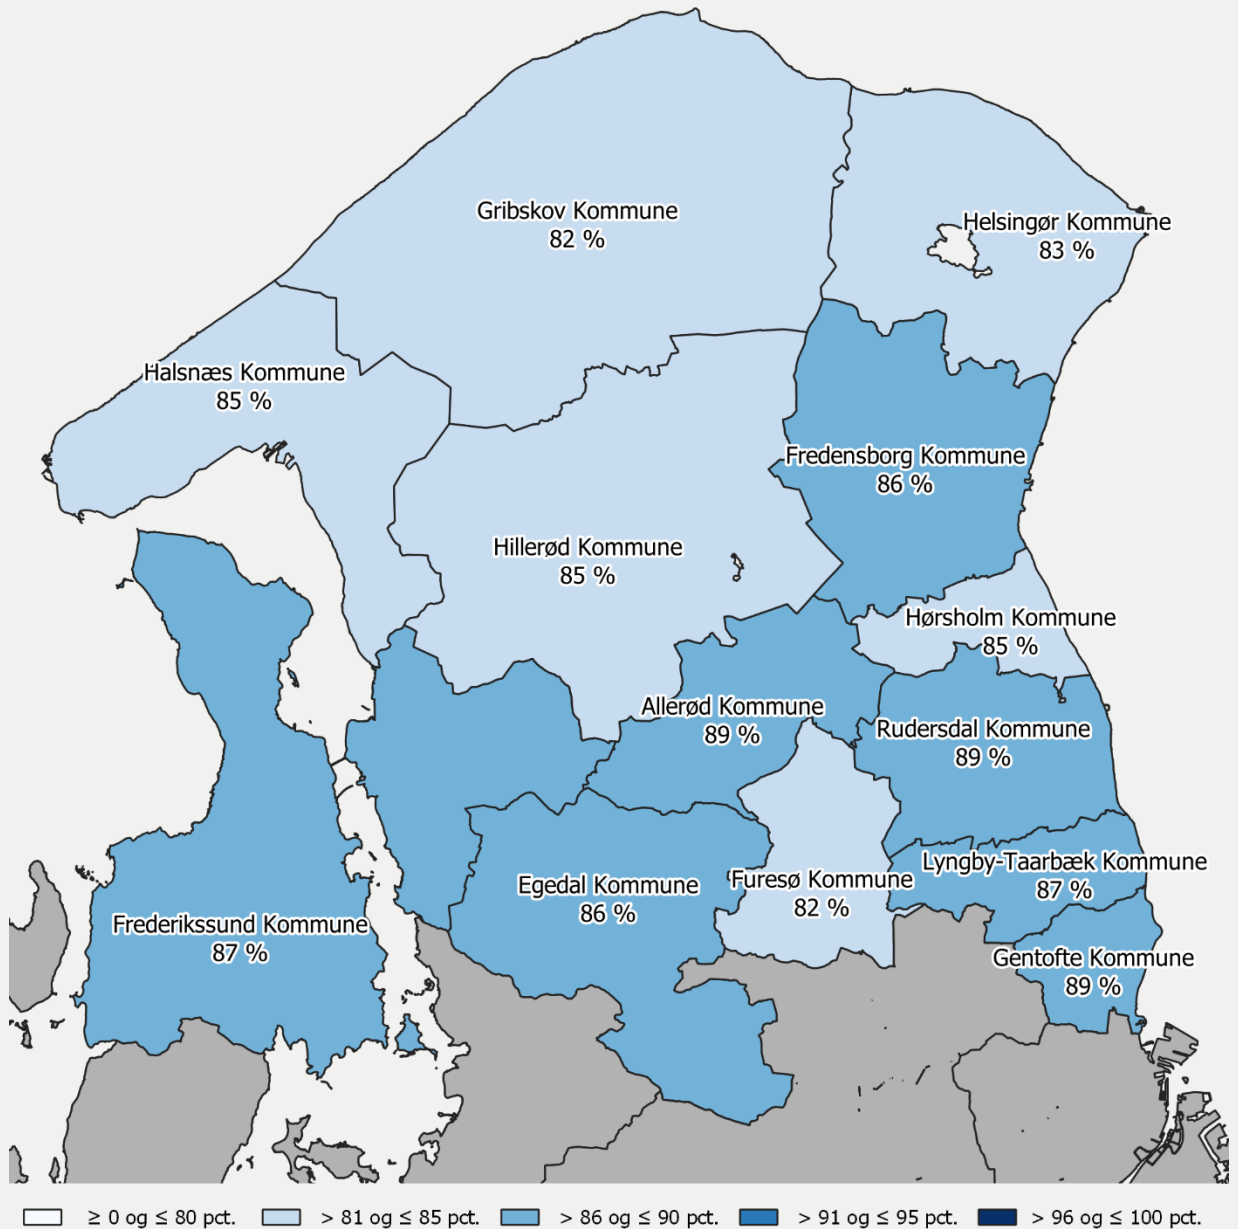 Gribskov Kommune
82 %
Helsingør Kommune
83 %
Halsnæs Kommune
85 %
Fredensborg Kommune
86 %
Hillerød Kommune
85 %
Hørsholm Kommune
85 %
Allerød Kommune
89 %
Rudersdal Kommune
89 %
Lyngby-Taarbæk Kommune
87 %
Egedal Kommune
86 %
Furesø Kommune
82 %
Frederikssund Kommune
87 %
Gentofte Kommune
89 %
≥ 0 og ≤ 80 pct. > 81 og ≤ 85 pct. > 86 og ≤ 90 pct. > 91 og ≤ 95 pct. > 96 og ≤ 100 pct.